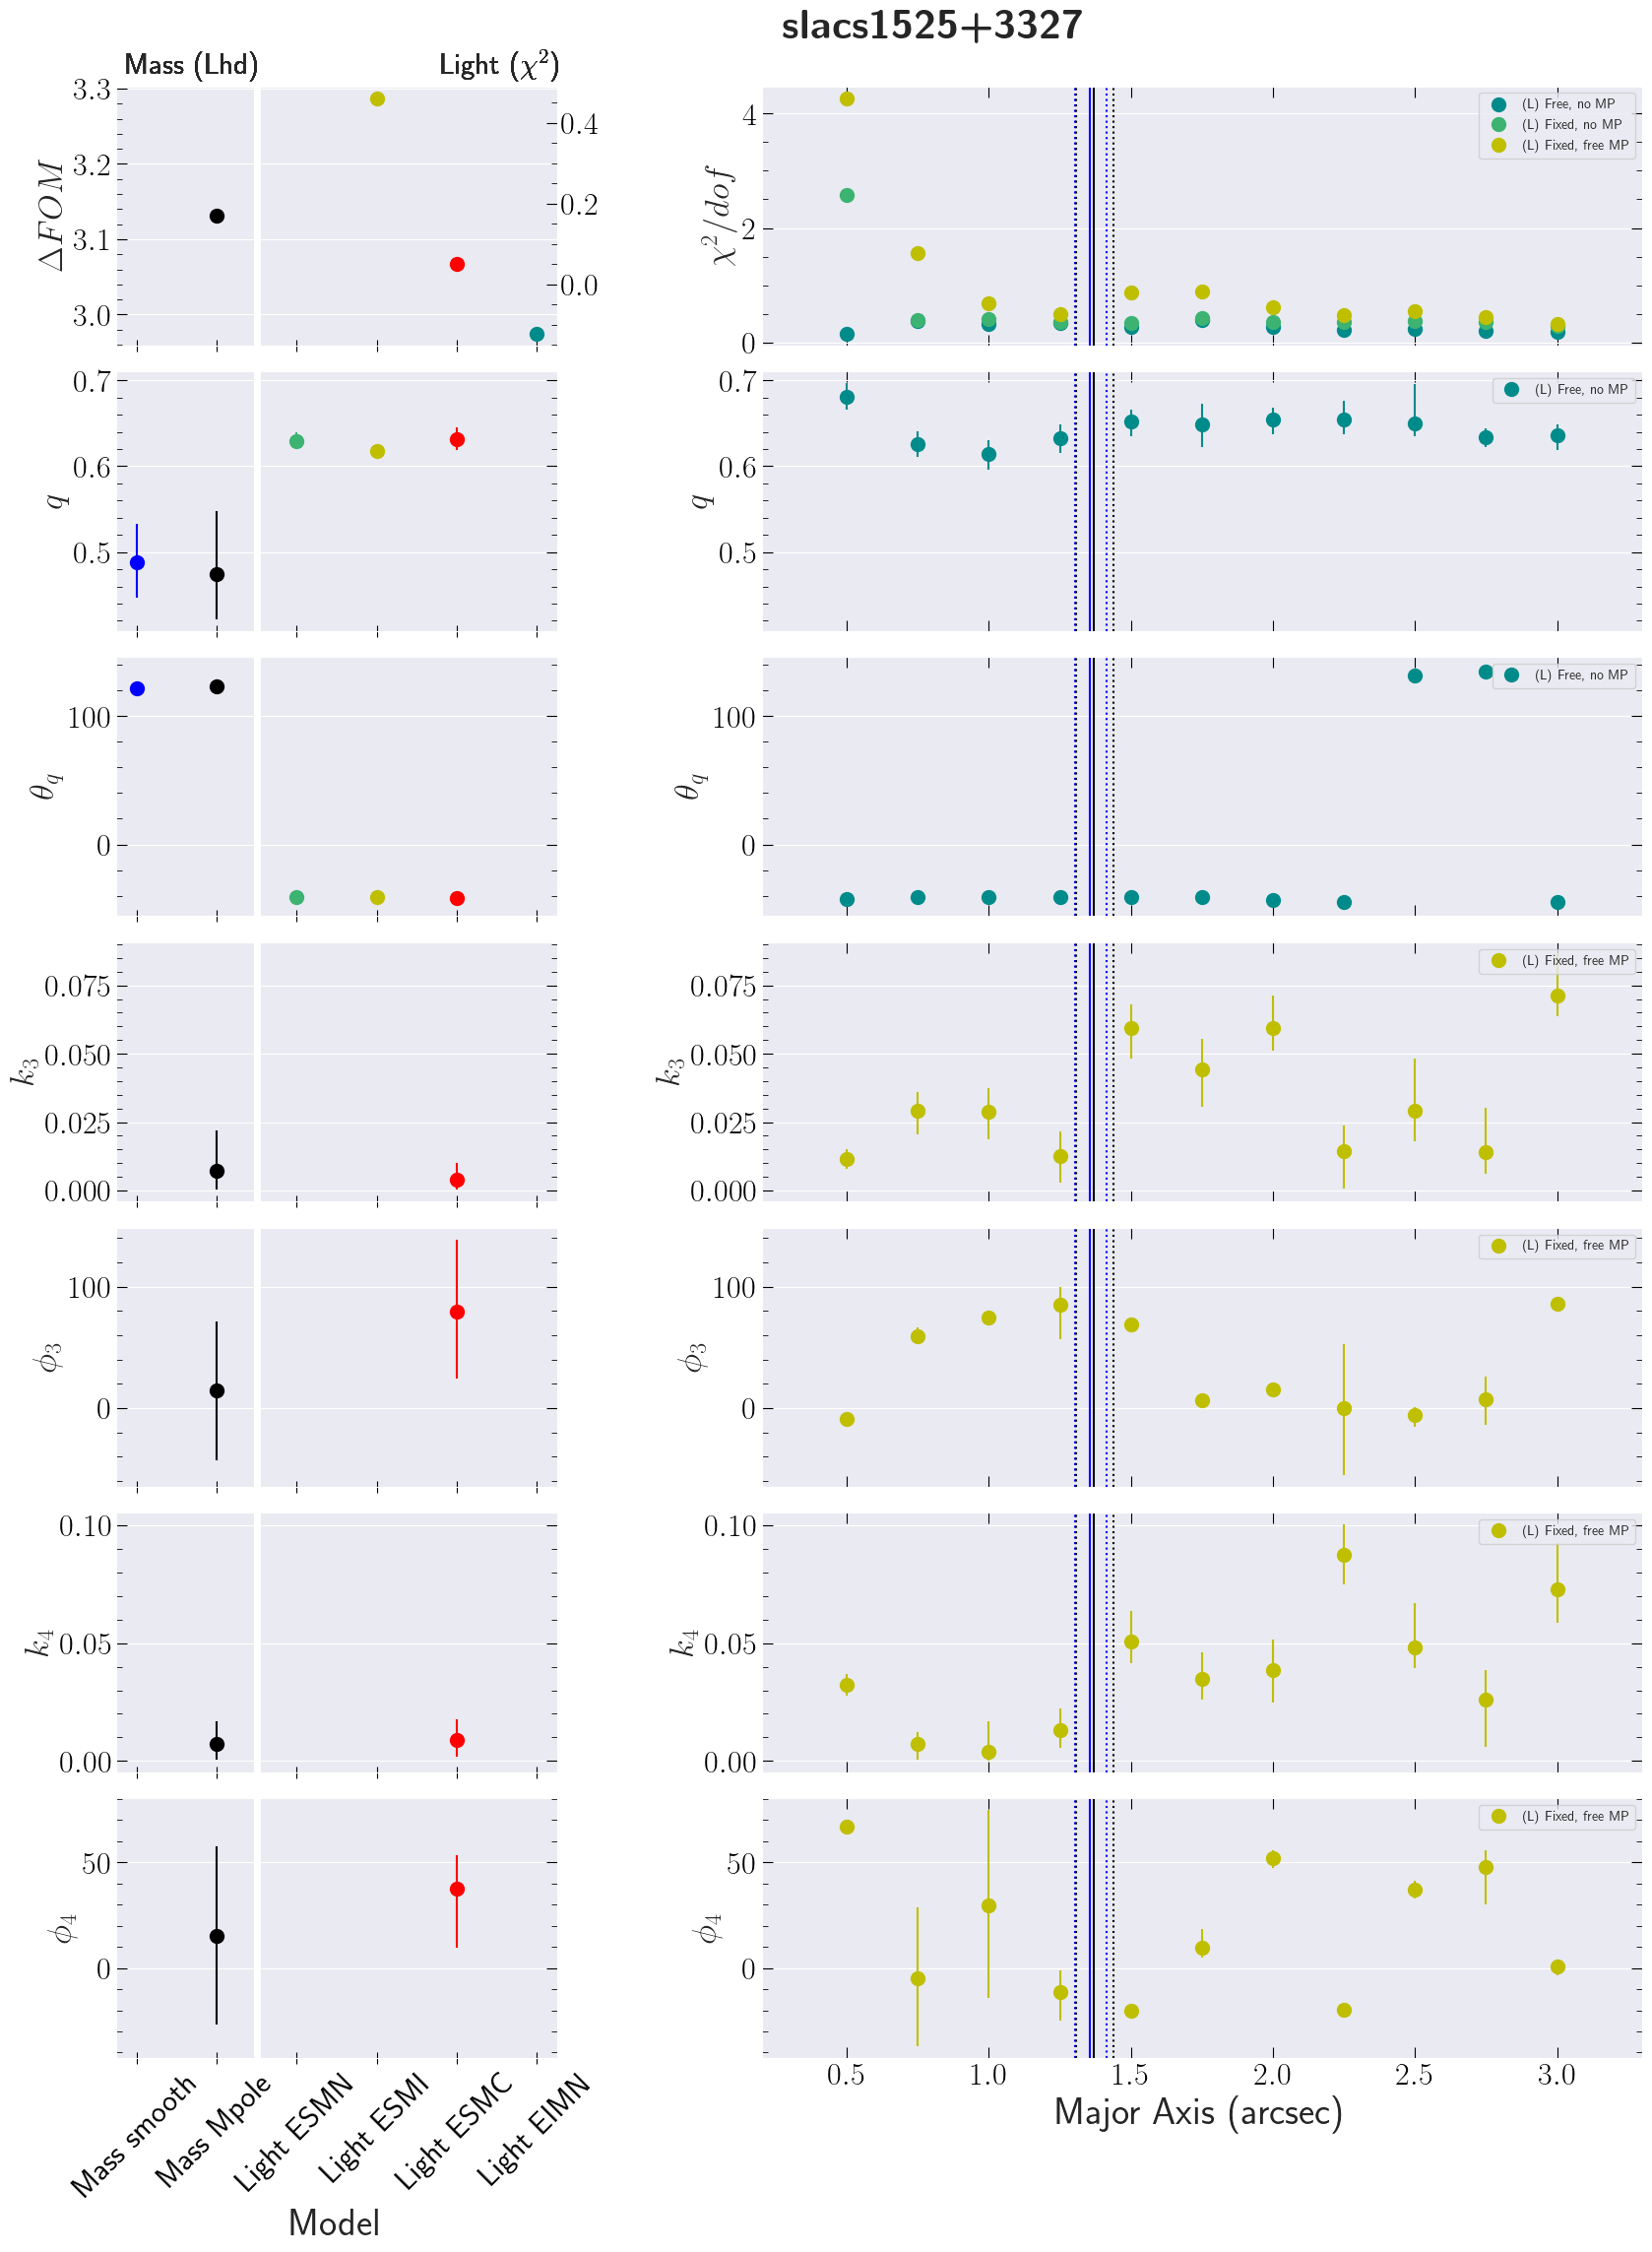 slacs1525+3327
Mass (Lhd)
Light (χ²)
3.3
3.2
3.1
3.0
ΔFOM
0.4
0.2
0.0
4
2
0
χ²/dof
(L) Free, no MP
(L) Fixed, no MP
(L) Fixed, free MP
0.7
0.6
0.5
q
0.7
0.6
0.5
q
(L) Free, no MP
100
0
θq
100
0
θq
(L) Free, no MP
0.075
0.050
0.025
0.000
k3
0.075
0.050
0.025
0.000
k3
(L) Fixed, free MP
100
0
ϕ3
100
0
ϕ3
(L) Fixed, free MP
0.10
0.05
0.00
k4
0.10
0.05
0.00
k4
(L) Fixed, free MP
50
0
ϕ4
50
0
ϕ4
(L) Fixed, free MP
Mass smooth
Mass Mpole
Light ESMN
Light ESMI
Light ESMC
Light EIMN
Model
0.5 1.0 1.5 2.0 2.5 3.0
Major Axis (arcsec)